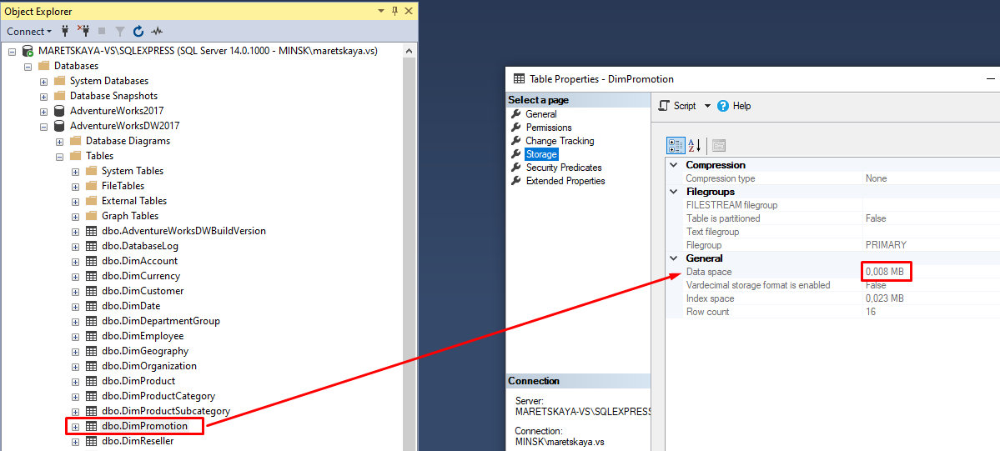 Object Explorer
Connect
MARETSKAYA-VS\SQLEXPRESS (SQL Server 14.0.1000 - MINSK\maretskaya.vs)
Databases
System Databases
Database Snapshots
AdventureWorks2017
AdventureWorksDW2017
Database Diagrams
Tables
System Tables
FileTables
External Tables
Graph Tables
dbo.AdventureWorksDWBuildVersion
dbo.DatabaseLog
dbo.DimAccount
dbo.DimCurrency
dbo.DimCustomer
dbo.DimDate
dbo.DimDepartmentGroup
dbo.DimEmployee
dbo.DimGeography
dbo.DimOrganization
dbo.DimProduct
dbo.DimProductCategory
dbo.DimProductSubcategory
dbo.DimPromotion
dbo.DimReseller
Table Properties - DimPromotion
Select a page
General
Permissions
Change Tracking
Storage
Security Predicates
Extended Properties
Connection
Server:
MARETSKAYA-VS\SQLEXPRESS
Connection:
MINSK\maretskaya.vs
Script
Help
A
Z
Compression
Compression type None
Filegroups
FILESTREAM filegroup
Table is partitioned False
Text filegroup
Filegroup PRIMARY
General
Data space 0,008 MB
Vardecimal storage format is enabled False
Index space 0,023 MB
Row count 16